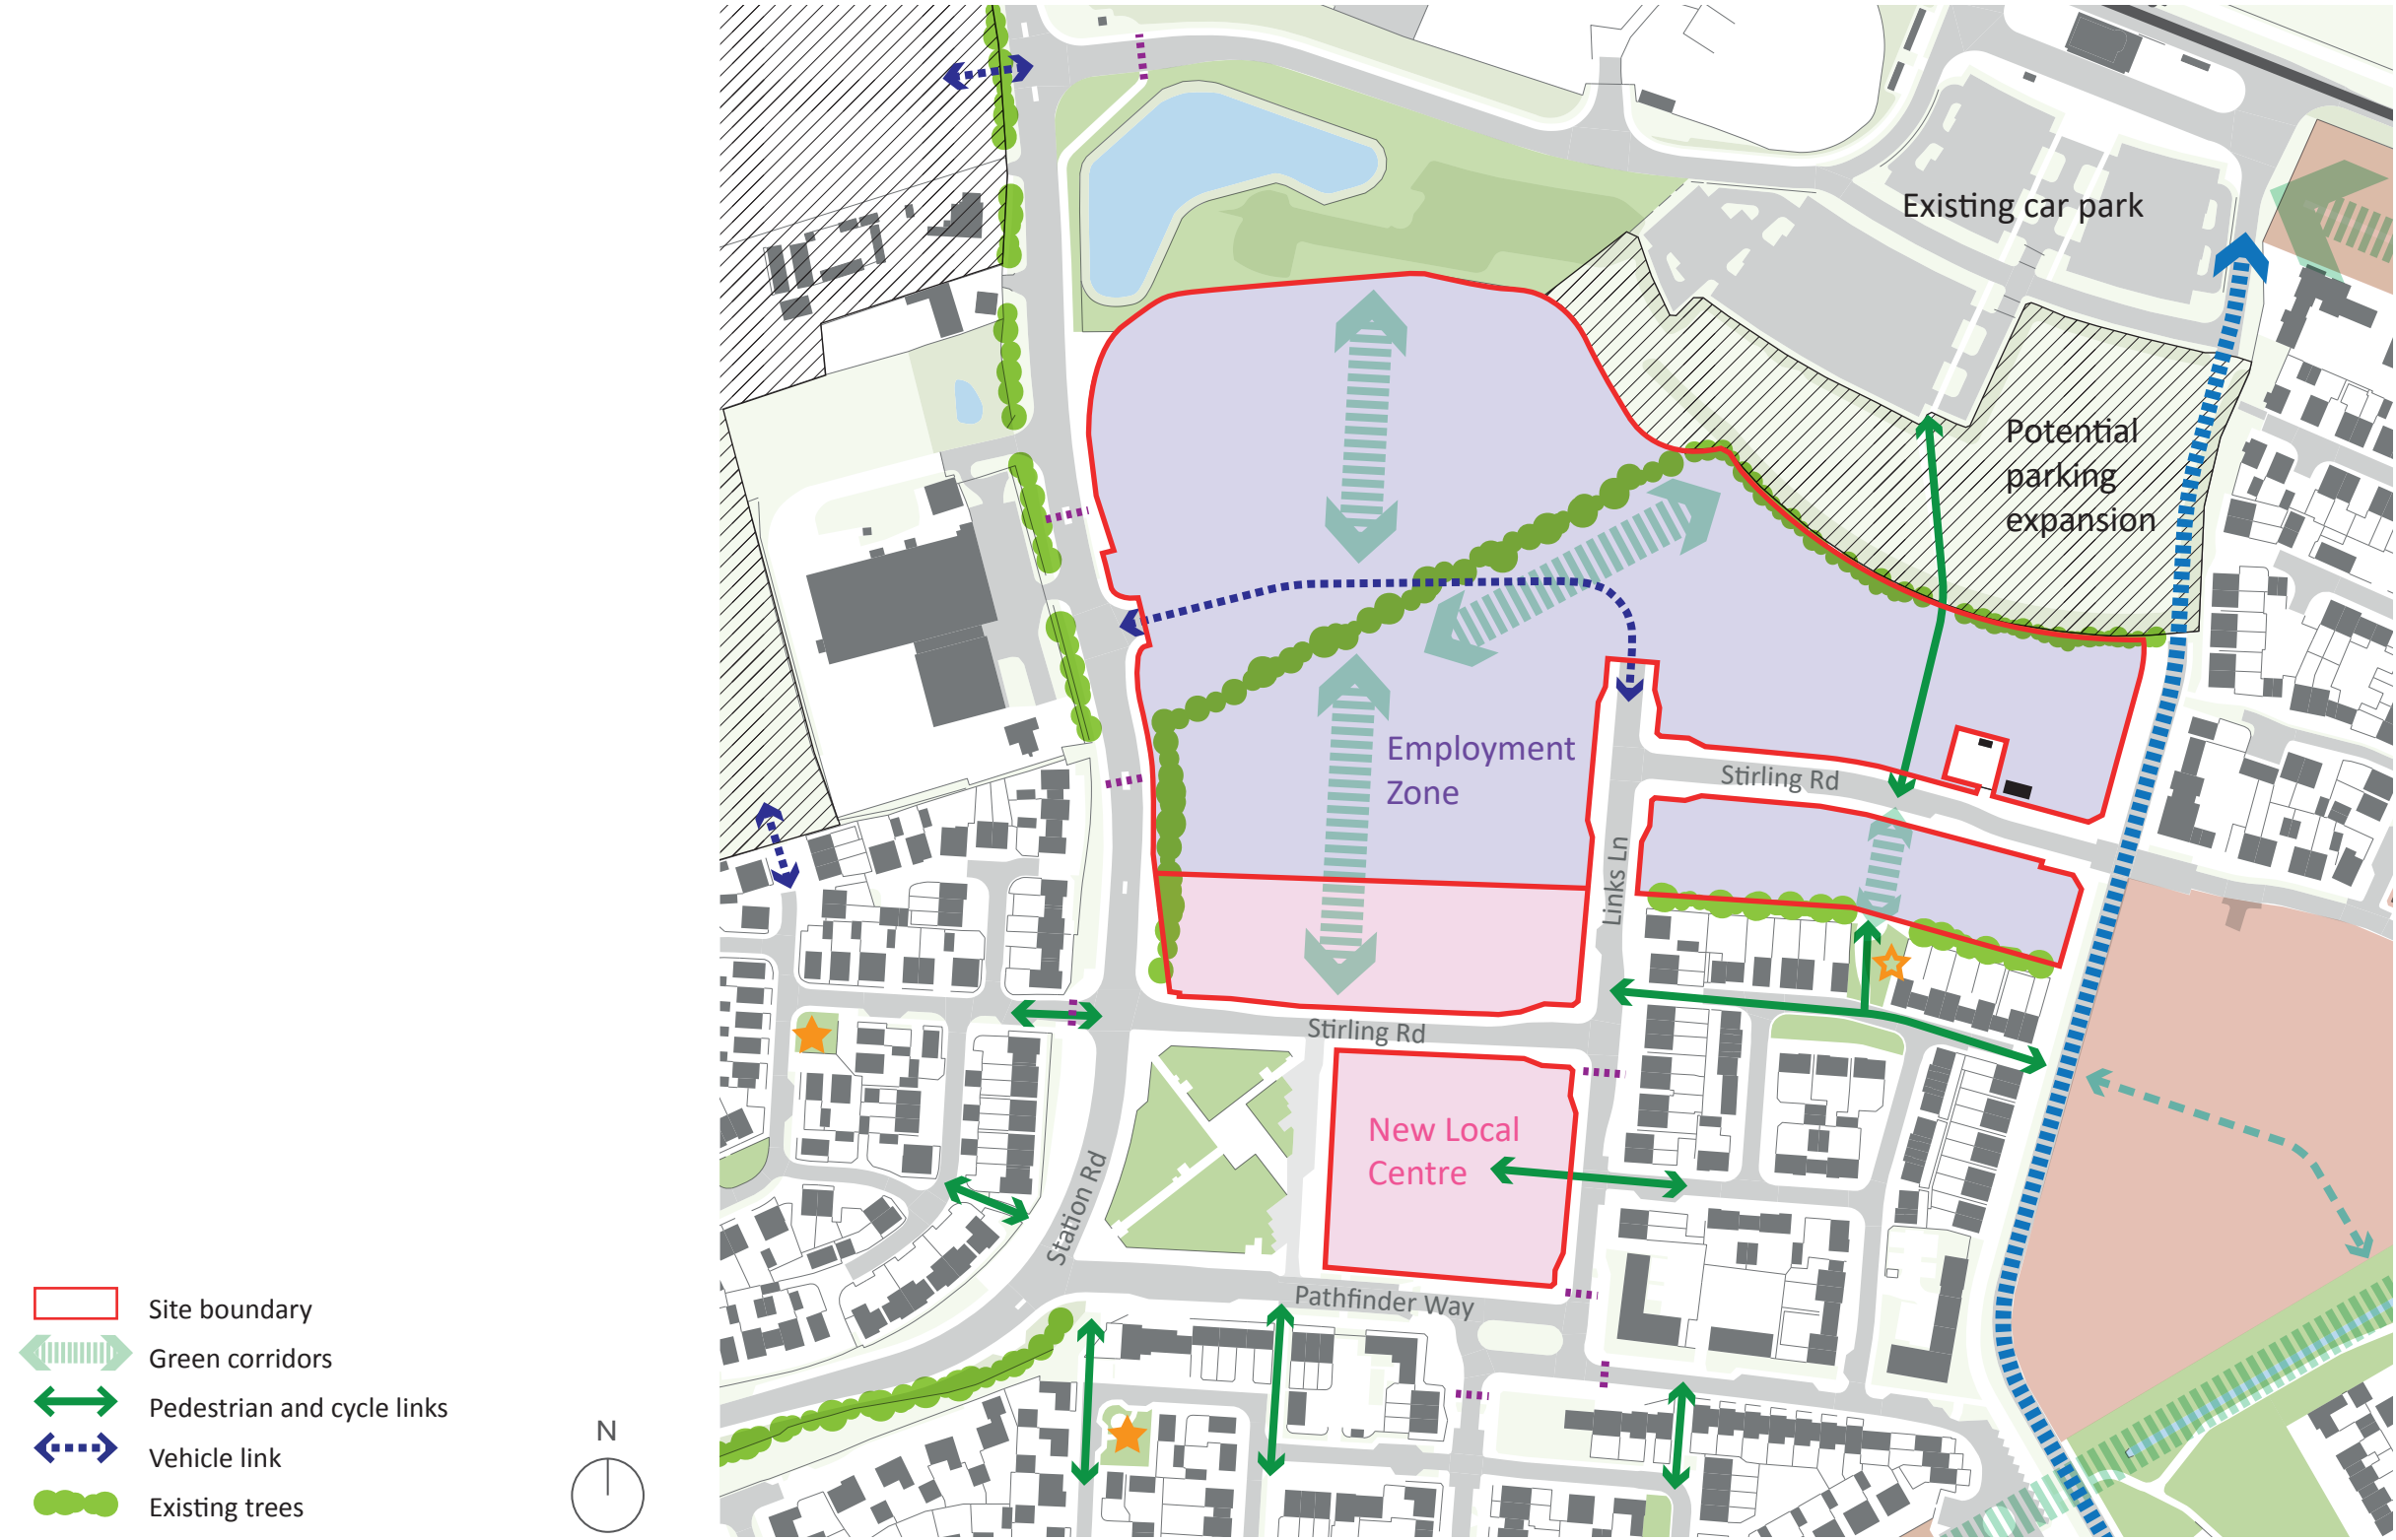 Existing car park
Potential
parking
expansion
Employment
Zone
Stirling Rd
Links Ln
Stirling Rd
New Local
Centre
Station Rd
Pathfinder Way
Site boundary
Green corridors
Pedestrian and cycle links
Vehicle link
Existing trees
N